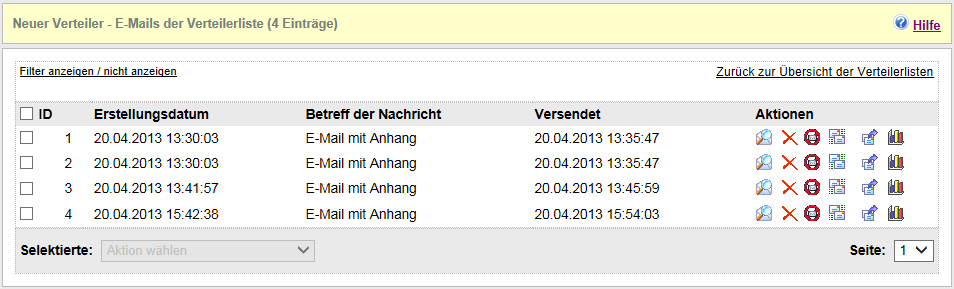 Neuer Verteiler - E-Mails der Verteilerliste (4 Einträge) Hilfe
Filter anzeigen / nicht anzeigen Zurück zur Übersicht der Verteilerlisten
ID Erstellungsdatum Betreff der Nachricht Versendet Aktionen
1 20.04.2013 13:30:03 E-Mail mit Anhang 20.04.2013 13:35:47
2 20.04.2013 13:30:03 E-Mail mit Anhang 20.04.2013 13:35:47
3 20.04.2013 13:41:57 E-Mail mit Anhang 20.04.2013 13:45:59
4 20.04.2013 15:42:38 E-Mail mit Anhang 20.04.2013 15:54:03
Selektierte: Aktion wählen Seite: 1